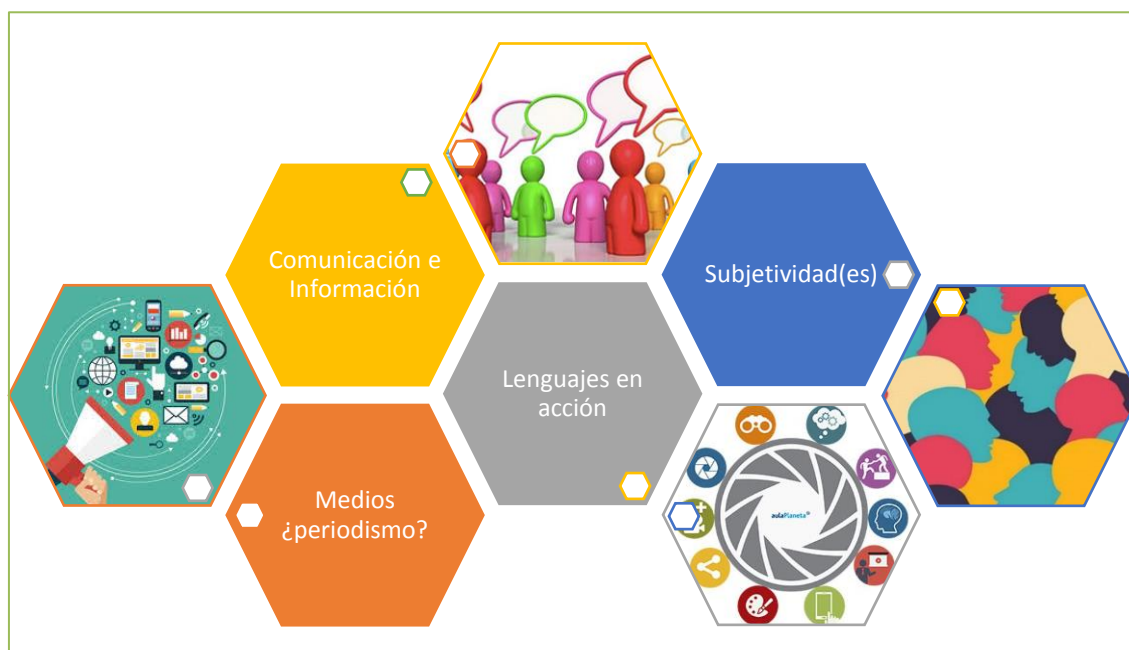 Comunicación e
Información
Subjetividad(es)
Lenguajes en
acción
Medios
¿periodismo?
aulaPlaneta